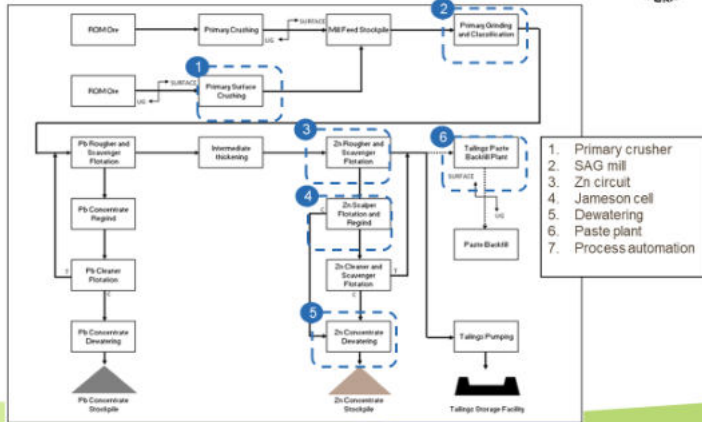 2
ROM Ore
Primary Crushing
SURFACE
UG
Mill Feed Stockpile
Primary Grinding
and Classification
1
ROM Ore
SURFACE
UG
Primary Surface
Crushing
Pb Rougher and
Scavenger
Flotation
Intermediate
thickening
3
Zn Rougher and
Scavenger
Flotation
6
Tailings Paste
Backfill Plant
SURFACE
UG
Paste Backfill
Pb Concentrate
Regrind
4
C
Zn Scalper
Flotation and
Regrind
T
Pb Cleaner
Flotation
C
Zn Cleaner and
Scavenger
Flotation
T
C
Pb Concentrate
Dewatering
5
Zn Concentrate
Dewatering
Tailings Pumping
Pb Concentrate
Stockpile
Zn Concentrate
Stockpile
Tailings Storage Facility
1. Primary crusher
2. SAG mill
3. Zn circuit
4. Jameson cell
5. Dewatering
6. Paste plant
7. Process automation